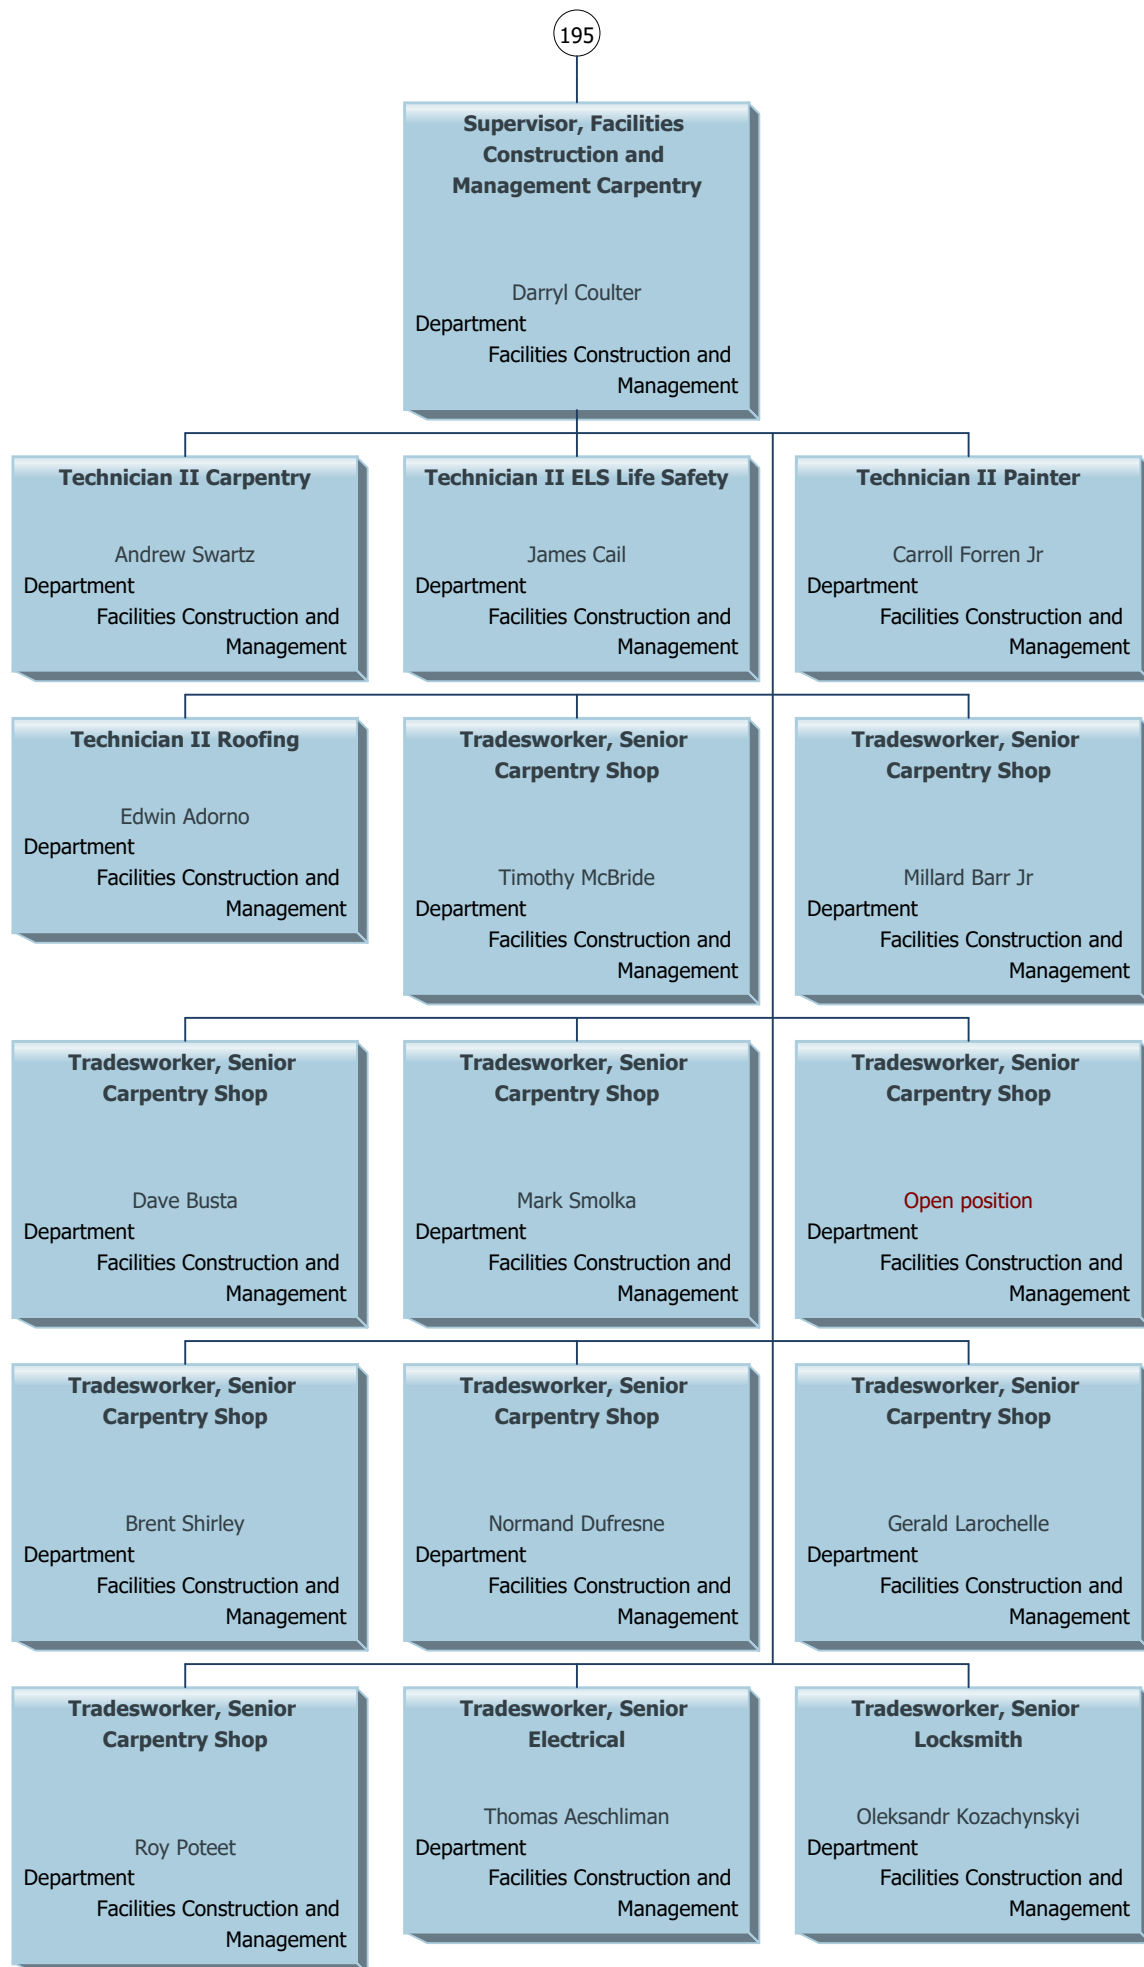 195
Supervisor, Facilities
Construction and
Management Carpentry
Darryl Coulter
Department
Facilities Construction and
Management
Technician II Carpentry
Andrew Swartz
Department
Facilities Construction and
Management
Technician II ELS Life Safety
James Cail
Department
Facilities Construction and
Management
Technician II Painter
Carroll Forren Jr
Department
Facilities Construction and
Management
Technician II Roofing
Edwin Adorno
Department
Facilities Construction and
Management
Tradesworker, Senior
Carpentry Shop
Timothy McBride
Department
Facilities Construction and
Management
Tradesworker, Senior
Carpentry Shop
Millard Barr Jr
Department
Facilities Construction and
Management
Tradesworker, Senior
Carpentry Shop
Dave Busta
Department
Facilities Construction and
Management
Tradesworker, Senior
Carpentry Shop
Mark Smolka
Department
Facilities Construction and
Management
Tradesworker, Senior
Carpentry Shop
Open position
Department
Facilities Construction and
Management
Tradesworker, Senior
Carpentry Shop
Brent Shirley
Department
Facilities Construction and
Management
Tradesworker, Senior
Carpentry Shop
Normand Dufresne
Department
Facilities Construction and
Management
Tradesworker, Senior
Carpentry Shop
Gerald Larochelle
Department
Facilities Construction and
Management
Tradesworker, Senior
Carpentry Shop
Roy Poteet
Department
Facilities Construction and
Management
Tradesworker, Senior
Electrical
Thomas Aeschliman
Department
Facilities Construction and
Management
Tradesworker, Senior
Locksmith
Oleksandr Kozachynskyi
Department
Facilities Construction and
Management